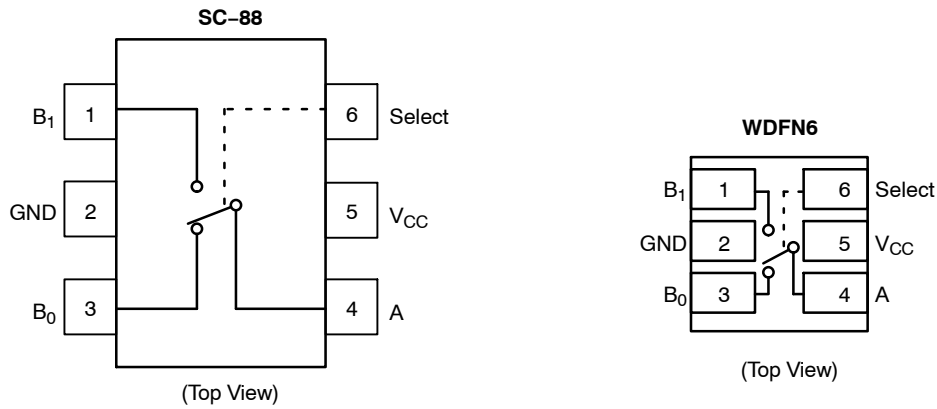 SC–88
B1 1 6 Select
GND 2 5 VCC
B0 3 4 A
(Top View)
WDFN6
B1 1 6 Select
GND 2 5 VCC
B0 3 4 A
(Top View)